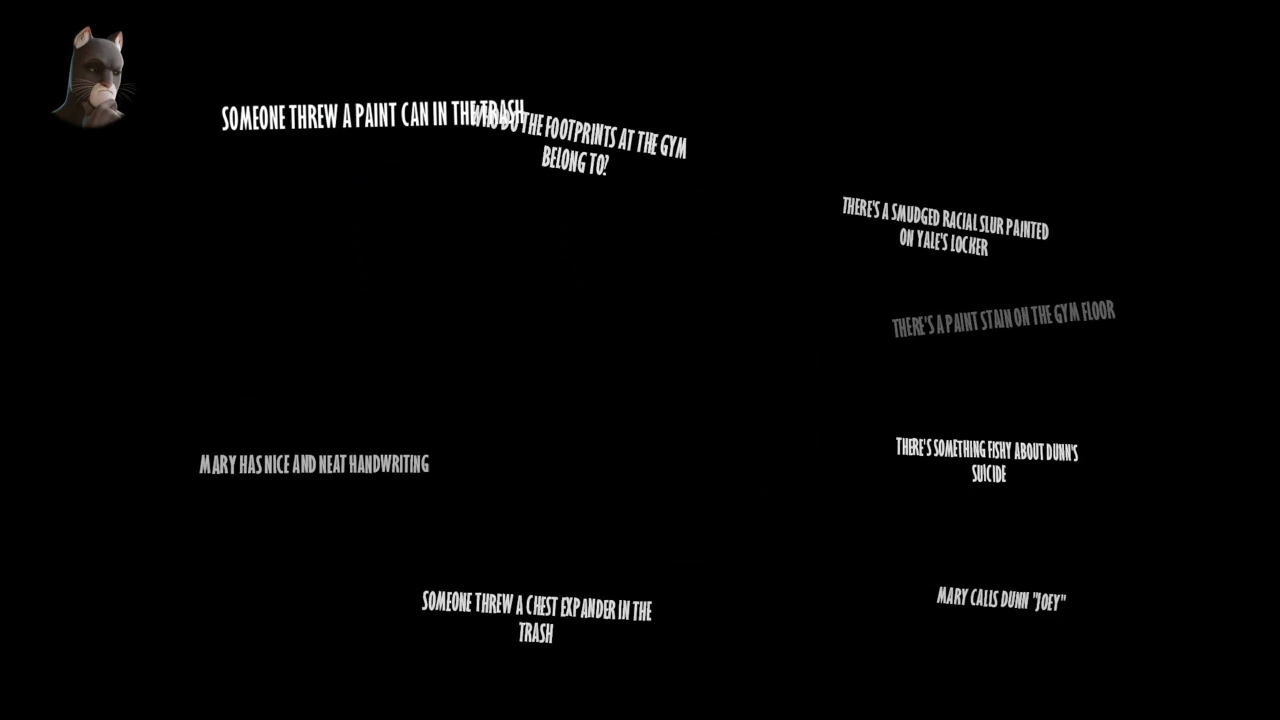 SOMEONE THREW A PAINT CAN IN THE TRASH
WHO DO THE FOOTPRINTS AT THE GYM
BELONG TO?
THERE'S A SMUDGED RACIAL SLUR PAINTED
ON YALE'S LOCKER
THERE'S A PAINT STAIN ON THE GYM FLOOR
THERE'S SOMETHING FISHY ABOUT DUNN'S
SUICIDE
MARY HAS NICE AND NEAT HANDWRITING
SOMEONE THREW A CHEST EXPANDER IN THE
TRASH
MARY CALLS DUNN "JOEY"